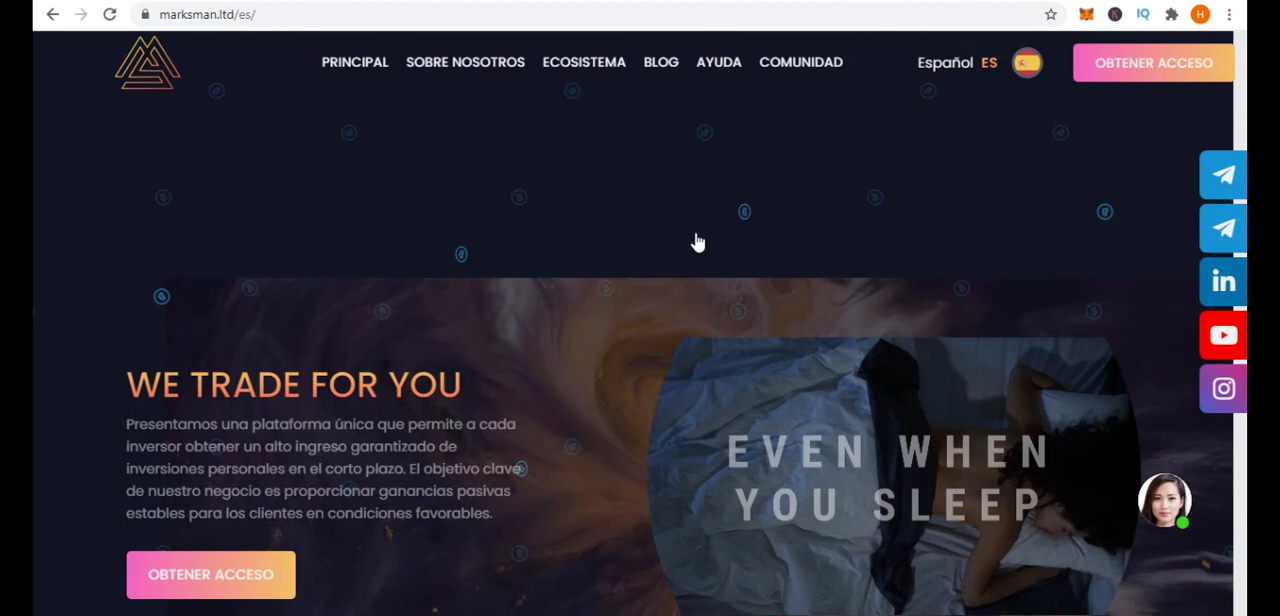 marksman.ltd/es/
IQ
H
PRINCIPAL SOBRE NOSOTROS ECOSISTEMA BLOG AYUDA COMUNIDAD
Español ES
OBTENER ACCESO
in
WE TRADE FOR YOU
Presentamos una plataforma única que permite a cada
inversor obtener un alto ingreso garantizado de
inversiones personales en el corto plazo. El objetivo clave
de nuestro negocio es proporcionar ganancias pasivas
estables para los clientes en condiciones favorables.
EVEN WHEN
YOU SLEEP
OBTENER ACCESO